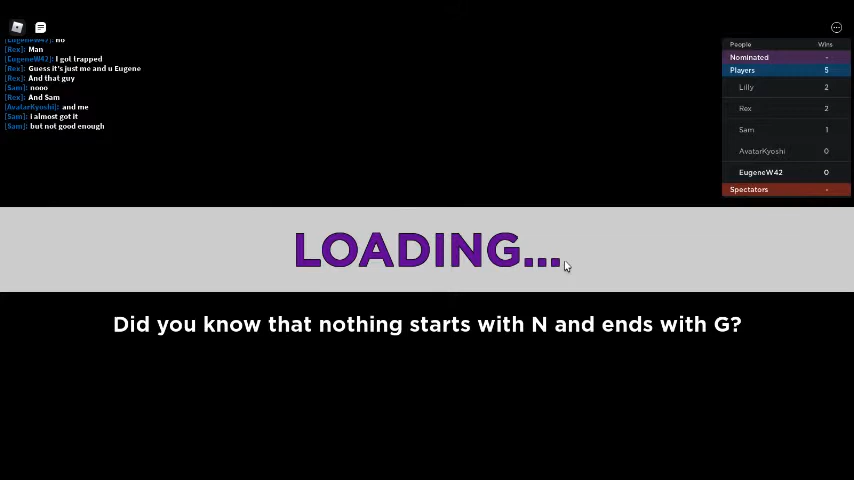 [EugeneW42]: no
[Rex]: Man
[EugeneW42]: I got trapped
[Rex]: Guess it's just me and u Eugene
[Rex]: And that guy
[Sam]: nooo
[Rex]: And Sam
[AvatarKyoshi]: and me
[Sam]: i almost got it
[Sam]: but not good enough
People Wins
Nominated -
Players 5
Lilly 2
Rex 2
Sam 1
AvatarKyoshi 0
EugeneW42 0
Spectators -
LOADING...
Did you know that nothing starts with N and ends with G?